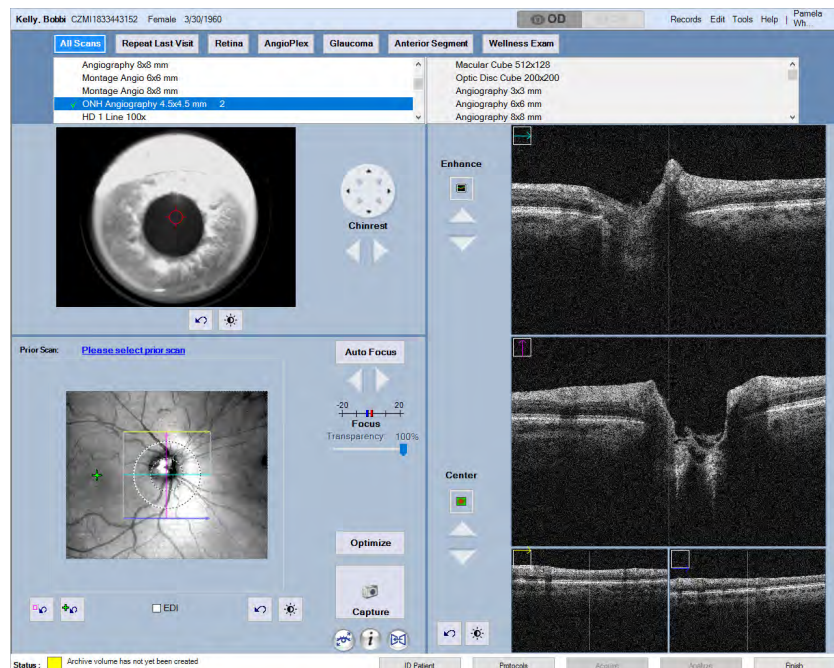 Kelly, Bobbi CZMI1833443152 Female 3/30/1960
OD
Records Edit Tools Help | Pamela Wh...
All Scans Repeat Last Visit Retina AngioPlex Glaucoma Anterior Segment Wellness Exam
Angiography 8x8 mm
Montage Angio 6x6 mm
Montage Angio 8x8 mm
ONH Angiography 4.5x4.5 mm 2
HD 1 Line 100x
Macular Cube 512x128
Optic Disc Cube 200x200
Angiography 3x3 mm
Angiography 6x6 mm
Angiography 8x8 mm
Chinrest
Enhance
Prior Scan: Please select prior scan
Auto Focus
-20 20
Focus
Transparency: 100%
Center
Optimize
Capture
EDI
Status : Archive volume has not yet been created
ID Patient Protocols Acquire Analyze Finish